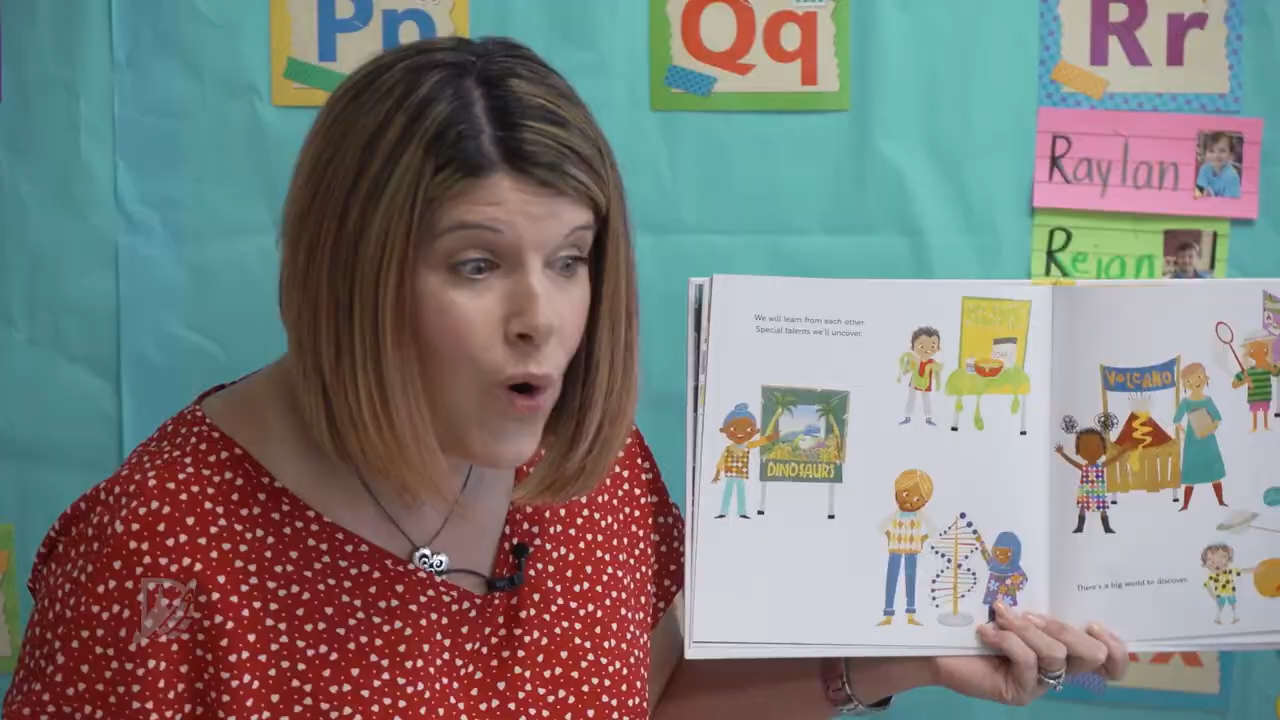 Pp
Qq
Rr
Raylan
Rejan
We will learn from each other.
Special talents we'll uncover.
DINOSAURS
VOLCANO
There's a big world to discover.